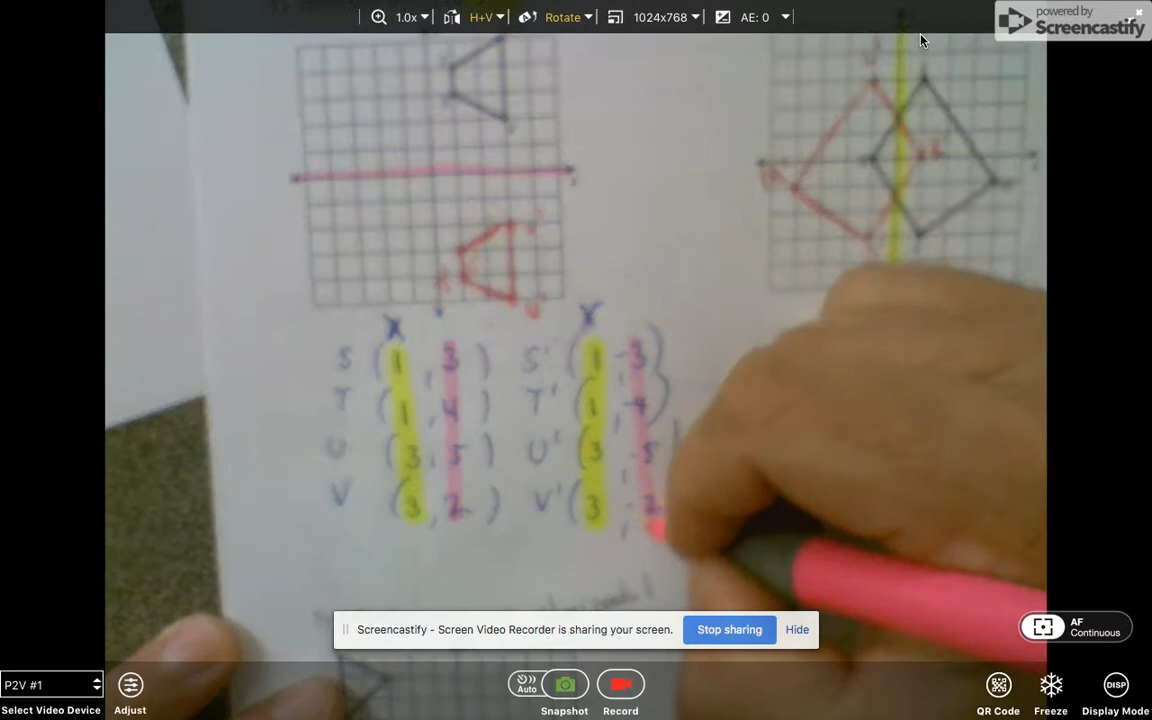 1.0x H+V Rotate 1024x768 AE: 0
powered by
Screencastify
X Y
S (1, 3) S' (1, -3)
T (1, 4) T' (1, -4)
U (3, 5) U' (3, -5
V (3, 2) V' (3, -2
Screencastify - Screen Video Recorder is sharing your screen. Stop sharing Hide
AF
Continuous
P2V #1
Select Video Device
Adjust
Auto
Snapshot
Record
QR Code
Freeze
DISP
Display Mode